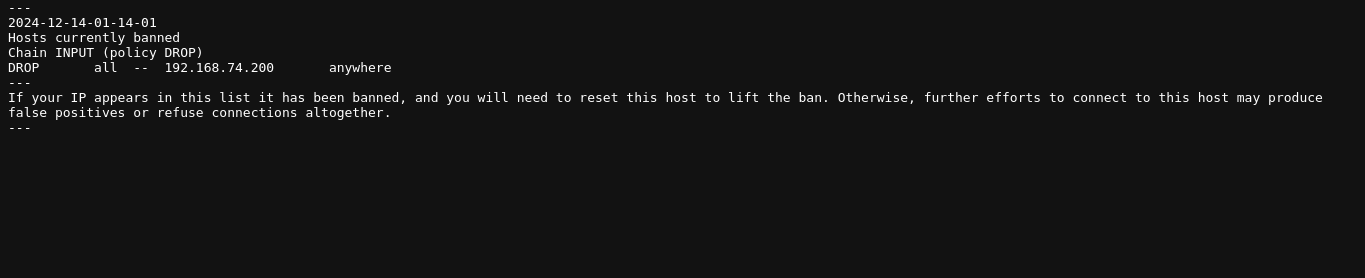 ---
2024-12-14-01-14-01
Hosts currently banned
Chain INPUT (policy DROP)
DROP       all  --  192.168.74.200       anywhere
---
If your IP appears in this list it has been banned, and you will need to reset this host to lift the ban. Otherwise, further efforts to connect to this host may produce
false positives or refuse connections altogether.
---